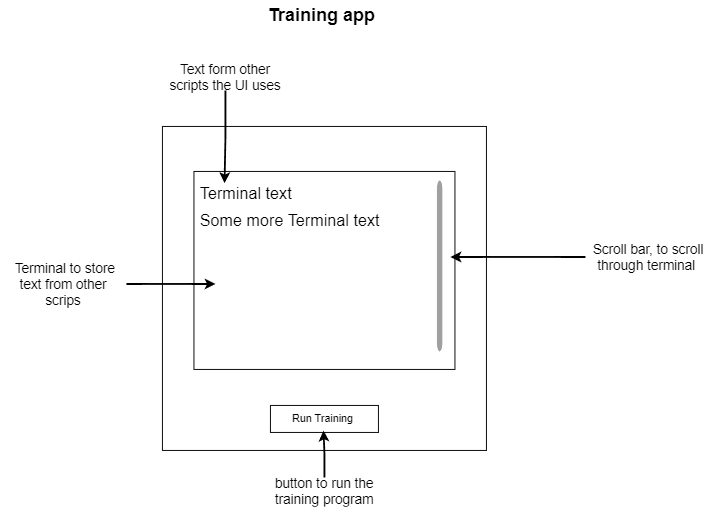 Training app
Text form other
scripts the UI uses
Terminal text
Some more Terminal text
Scroll bar, to scroll
through terminal
Terminal to store
text from other
scrips
Run Training
button to run the
training program